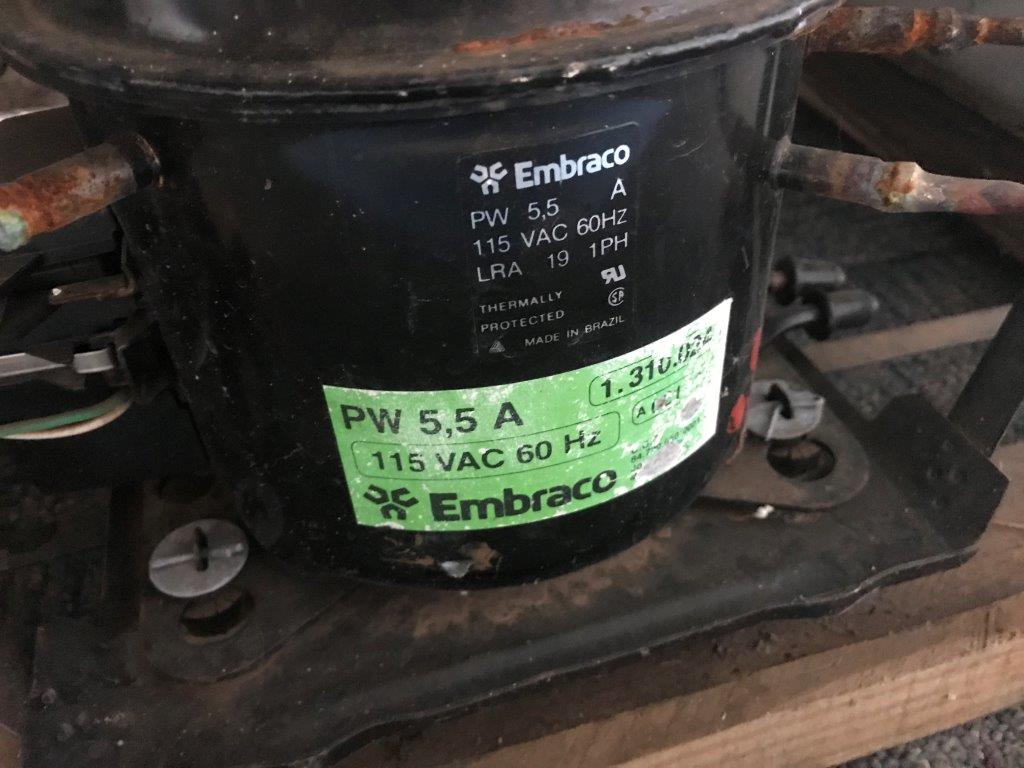 Embraco
PW 5,5 A
115 VAC 60HZ
LRA 19 1PH
THERMALLY
PROTECTED
MADE IN BRAZIL
PW 5,5 A
115 VAC 60 Hz
Embraco